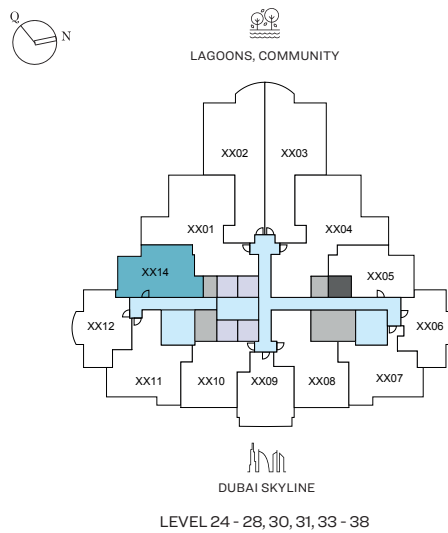 Q
N
LAGOONS, COMMUNITY
XX02 XX03
XX01 XX04
XX14 XX05
XX12 XX06
XX11 XX10 XX09 XX08 XX07
DUBAI SKYLINE
LEVEL 24 - 28, 30, 31, 33 - 38